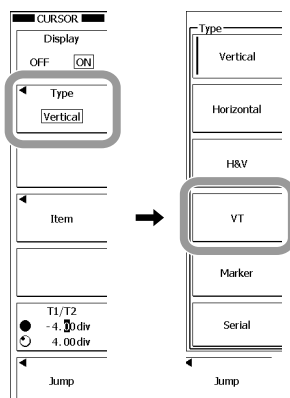 CURSOR
Display
OFF ON
Type
Vertical
Item
T1/T2
-4.00div
4.00div
Jump
Type
Vertical
Horizontal
H&V
VT
Marker
Serial
Jump